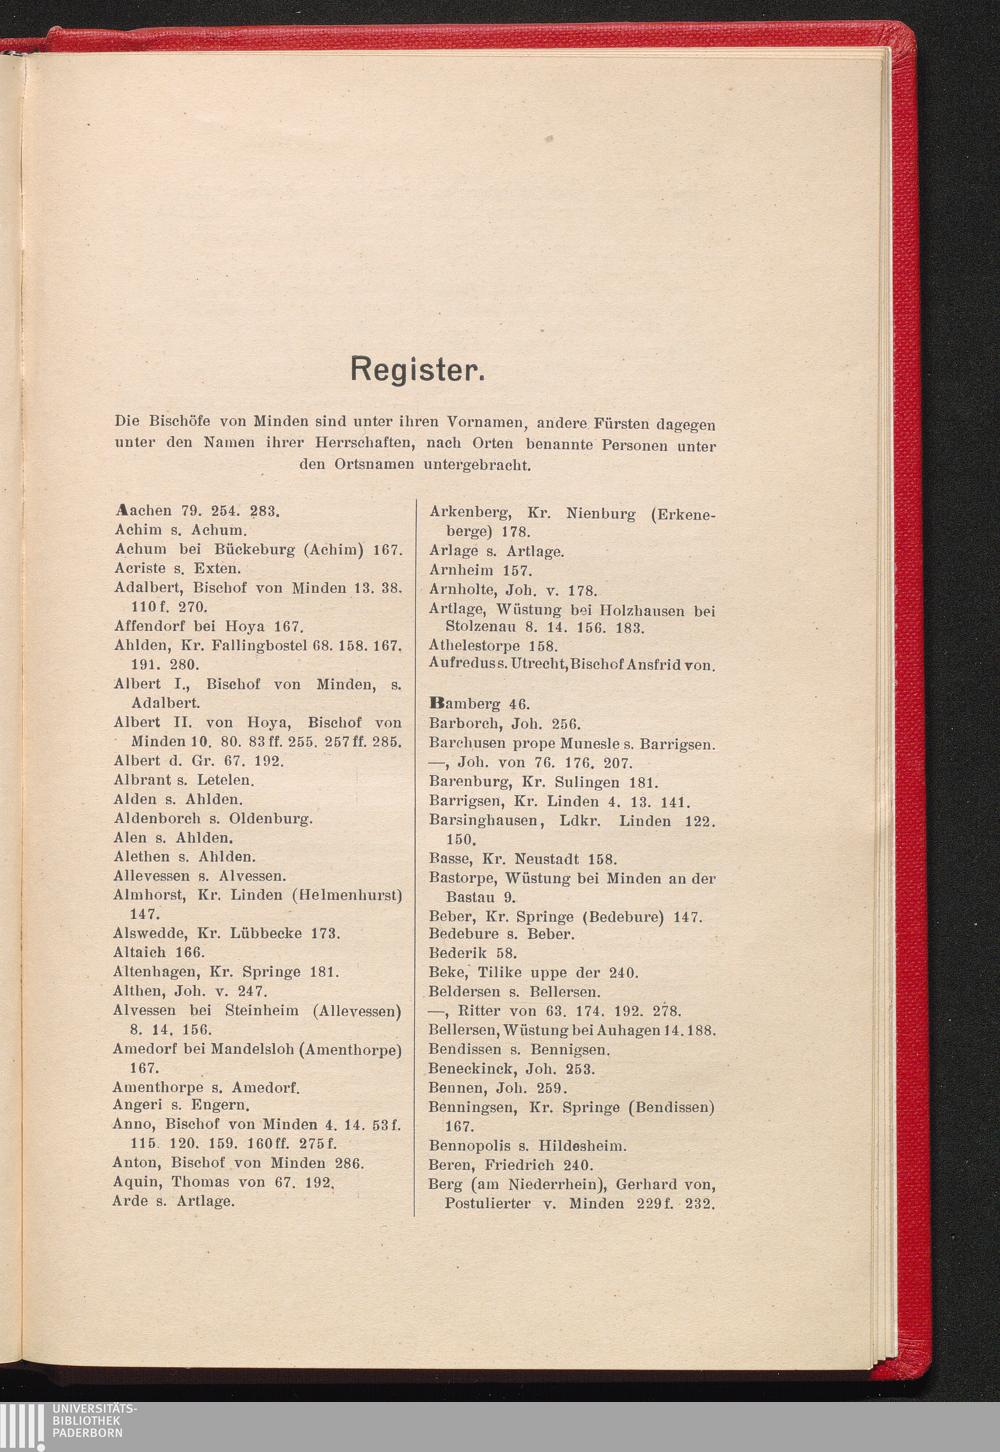 Register.
Die Bischöfe von Minden sind unter ihren Vornamen, andere Fürsten dagegen
unter den Namen ihrer Herrschaften, nach Orten benannte Personen unter
den Ortsnamen untergebracht.
Aachen 79. 254. 283.
Achim s. Achum.
Achum bei Bückeburg (Achim) 167.
Acriste s. Exten.
Adalbert, Bischof von Minden 13. 38.
110f. 270.
Affendorf bei Hoya 167.
Ahlden, Kr. Fallingbostel 68. 158. 167.
191. 280.
Albert I., Bischof von Minden, s.
Adalbert.
Albert II. von Hoya, Bischof von
Minden 10. 80. 83ff. 255. 257ff. 285.
Albert d. Gr. 67. 192.
Albrant s. Letelen.
Alden s. Ahlden.
Aldenborch s. Oldenburg.
Alen s. Ahlden.
Alethen s. Ahlden.
Allevessen s. Alvessen.
Almhorst, Kr. Linden (Helmenhurst)
147.
Alswedde, Kr. Lübbecke 173.
Altaich 166.
Altenhagen, Kr. Springe 181.
Althen, Joh. v. 247.
Alvessen bei Steinheim (Allevessen)
8. 14. 156.
Amedorf bei Mandelsloh (Amenthorpe)
167.
Amenthorpe s. Amedorf.
Angeri s. Engern.
Anno, Bischof von Minden 4. 14. 53f.
115. 120. 159. 160ff. 275f.
Anton, Bischof von Minden 286.
Aquin, Thomas von 67. 192.
Arde s. Artlage.
Arkenberg, Kr. Nienburg (Erkene-
berge) 178.
Arlage s. Artlage.
Arnheim 157.
Arnholte, Joh. v. 178.
Artlage, Wüstung bei Holzhausen bei
Stolzenau 8. 14. 156. 183.
Athelestorpe 158.
Aufredus s. Utrecht, Bischof Ansfrid von.
Bamberg 46.
Barborch, Joh. 256.
Barchusen prope Munesle s. Barrigsen.
—, Joh. von 76. 176. 207.
Barenburg, Kr. Sulingen 181.
Barrigsen, Kr. Linden 4. 13. 141.
Barsinghausen, Ldkr. Linden 122.
150.
Basse, Kr. Neustadt 158.
Bastorpe, Wüstung bei Minden an der
Bastau 9.
Beber, Kr. Springe (Bedebure) 147.
Bedebure s. Beber.
Bederik 58.
Beke, Tilike uppe der 240.
Beldersen s. Bellersen.
—, Ritter von 63. 174. 192. 278.
Bellersen, Wüstung bei Auhagen 14. 188.
Bendissen s. Bennigsen.
Beneckinck, Joh. 253.
Bennen, Joh. 259.
Benningsen, Kr. Springe (Bendissen)
167.
Bennopolis s. Hildesheim.
Beren, Friedrich 240.
Berg (am Niederrhein), Gerhard von,
Postulierter v. Minden 229f. 232.
UNIVERSITÄTS-
BIBLIOTHEK
PADERBORN